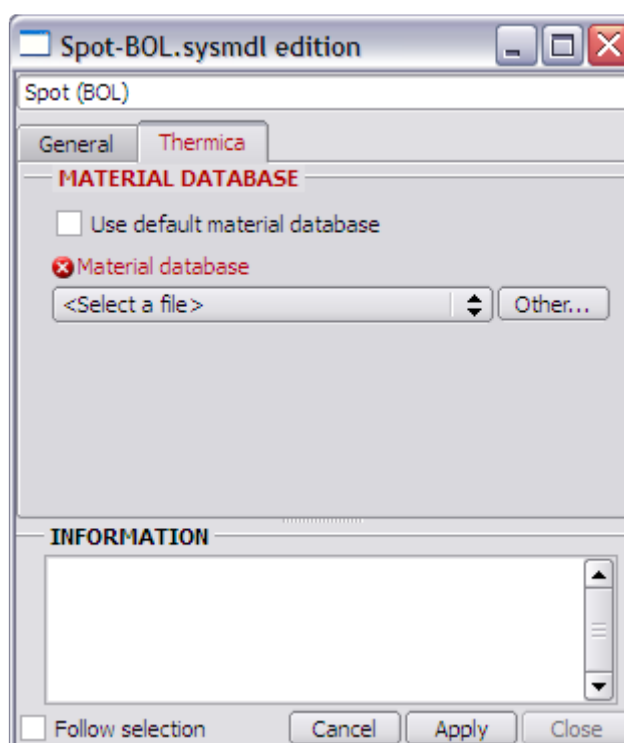 Spot-BOL.sysmdl edition
Spot (BOL)
General Thermica
MATERIAL DATABASE
Use default material database
Material database
<Select a file> Other...
INFORMATION
Follow selection Cancel Apply Close